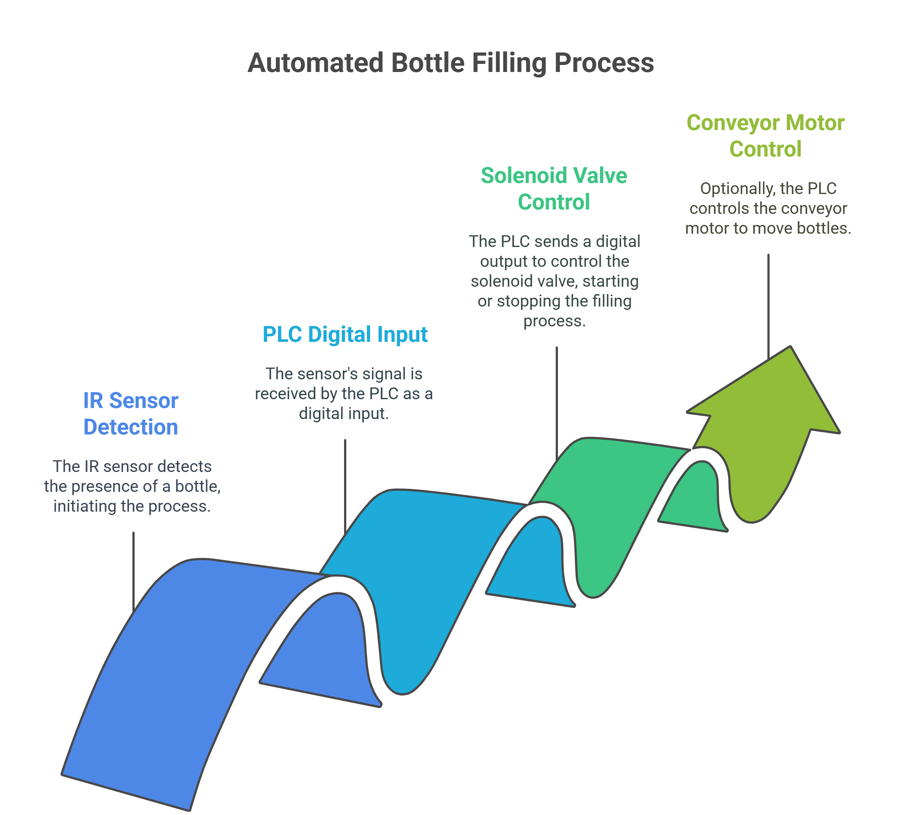 Automated Bottle Filling Process
IR Sensor
Detection
The IR sensor detects
the presence of a bottle,
initiating the process.
PLC Digital Input
The sensor's signal is
received by the PLC as a
digital input.
Solenoid Valve
Control
The PLC sends a digital
output to control the
solenoid valve, starting
or stopping the filling
process.
Conveyor Motor
Control
Optionally, the PLC
controls the conveyor
motor to move bottles.